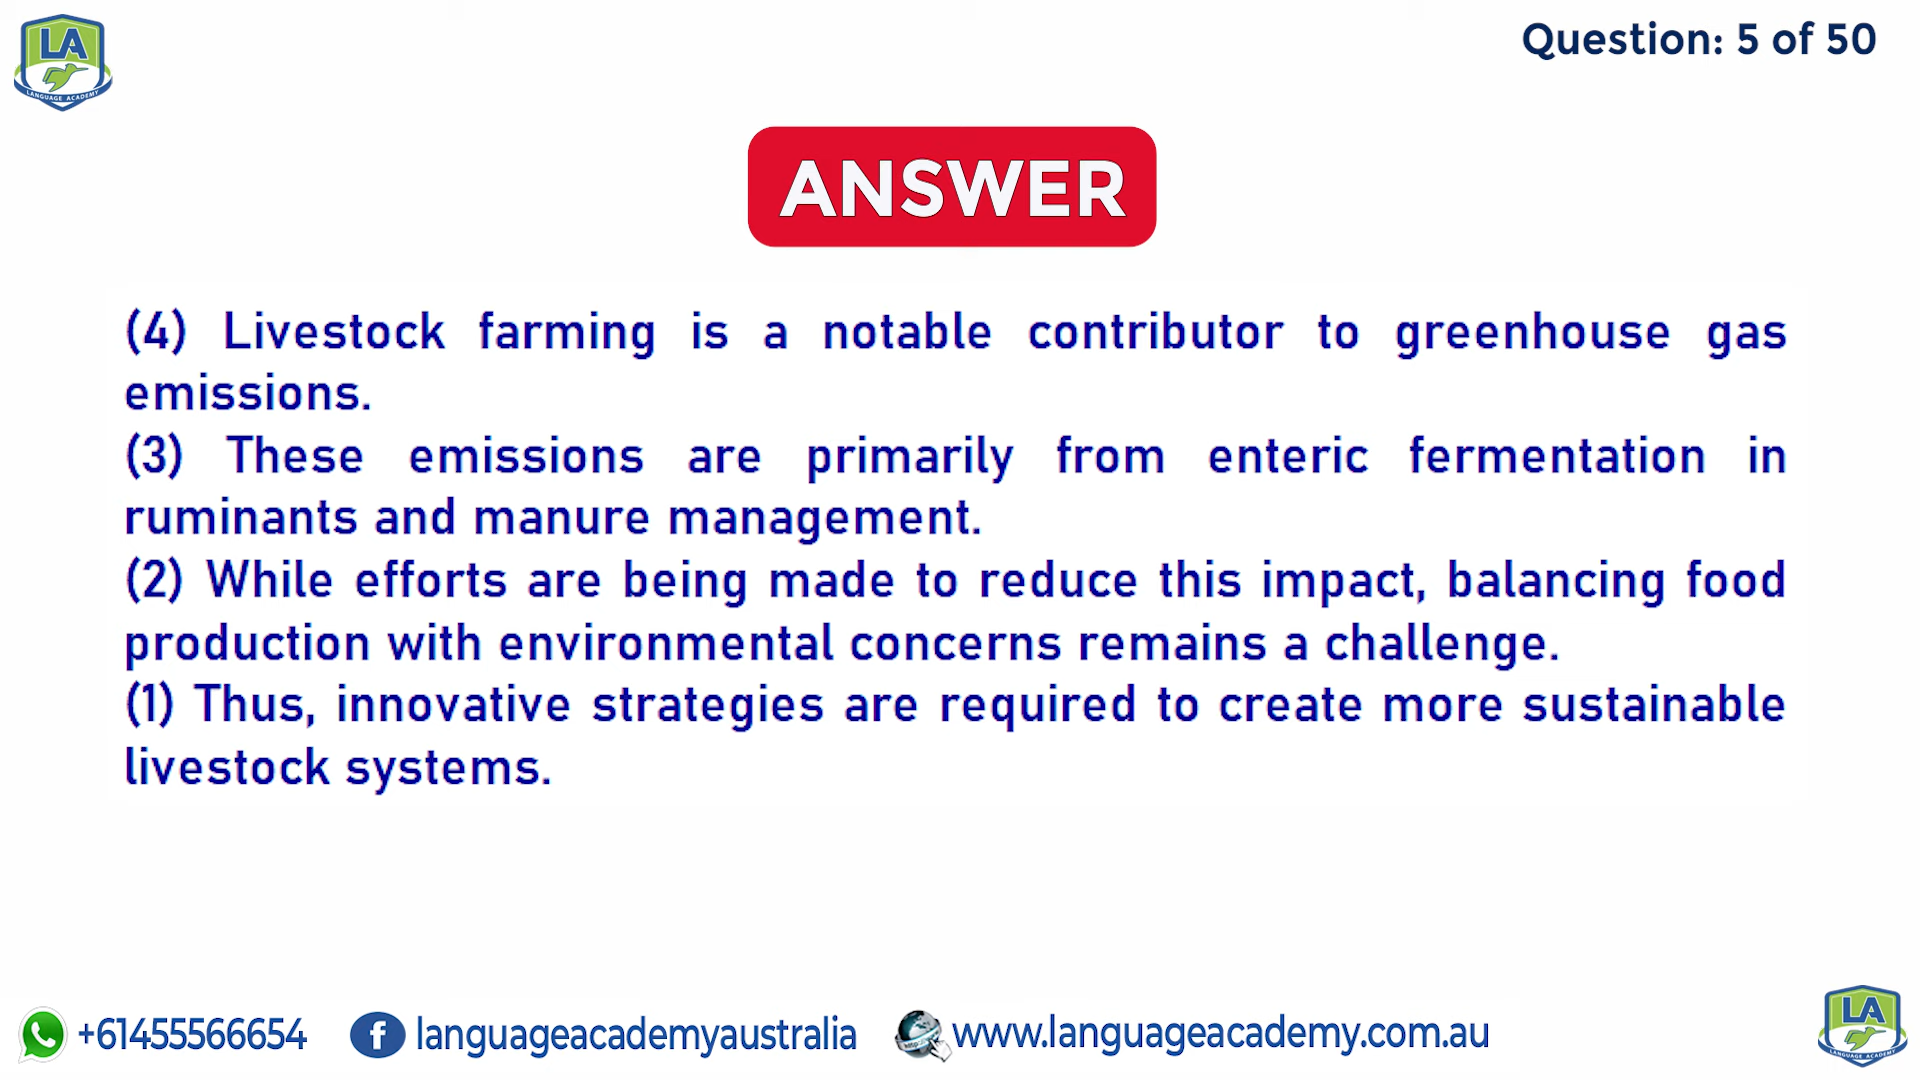 LA
LANGUAGE ACADEMY
Question: 5 of 50
ANSWER
(4) Livestock farming is a notable contributor to greenhouse gas
emissions.
(3) These emissions are primarily from enteric fermentation in
ruminants and manure management.
(2) While efforts are being made to reduce this impact, balancing food
production with environmental concerns remains a challenge.
(1) Thus, innovative strategies are required to create more sustainable
livestock systems.
+61455566654
f
languageacademyaustralia
http
www.languageacademy.com.au
LA
LANGUAGE ACADEMY